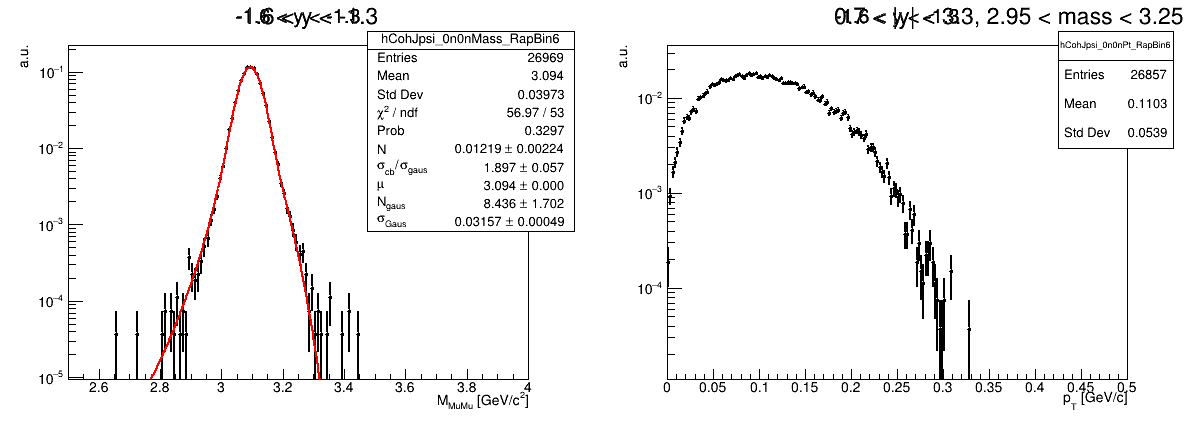 hCohJpsi_0n0nMass_RapBin6
Entries 26969
Mean 3.094
Std Dev 0.03973
χ² / ndf 56.97 / 53
Prob 0.3297
N 0.01219 ± 0.00224
σcb/σgaus 1.897 ± 0.057
μ 3.094 ± 0.000
Ngaus 8.436 ± 1.702
σGaus 0.03157 ± 0.00049
a.u.
10⁻¹
10⁻²
10⁻³
10⁻⁴
10⁻⁵
2.6 2.8 3 3.2 3.4 3.6 3.8 4
MMuMu [GeV/c²]
3, 2.95 < mass < 3.25
hCohJpsi_0n0nPt_RapBin6
Entries 26857
Mean 0.1103
Std Dev 0.0539
a.u.
10⁻²
10⁻³
10⁻⁴
0 0.05 0.1 0.15 0.2 0.25 0.3 0.35 0.4 0.45 0.5
pT [GeV/c]